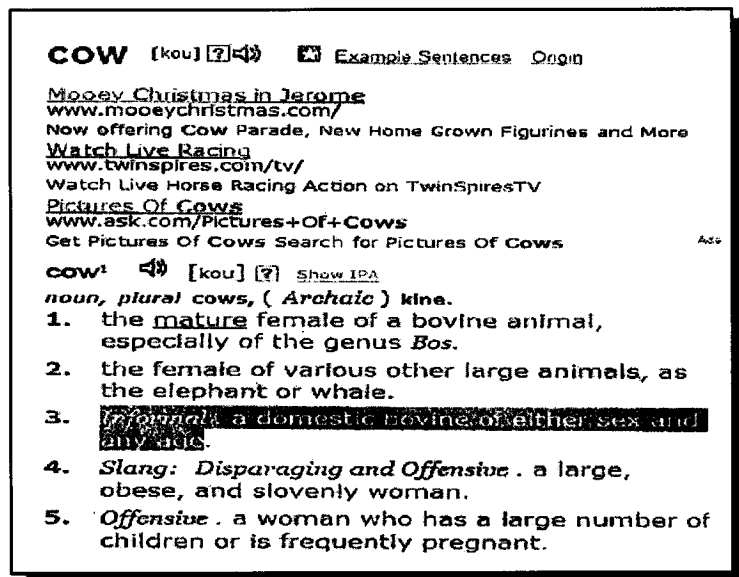 cow [kou] ? Example Sentences Origin
Mooey Christmas in Jerome
www.mooeychristmas.com/
Now offering Cow Parade, New Home Grown Figurines and More
Watch Live Racing
www.twinspires.com/tv/
Watch Live Horse Racing Action on TwinSpiresTV
Pictures Of Cows
www.ask.com/Pictures+Of+Cows
Get Pictures Of Cows Search for Pictures Of Cows Ads
cow¹ [kou] ? Show IPA
noun, plural cows, ( Archaic ) kine.
1. the mature female of a bovine animal,
especially of the genus Bos.
2. the female of various other large animals, as
the elephant or whale.
3. Informal. a domestic bovine of either sex and
any age.
4. Slang: Disparaging and Offensive . a large,
obese, and slovenly woman.
5. Offensive . a woman who has a large number of
children or is frequently pregnant.